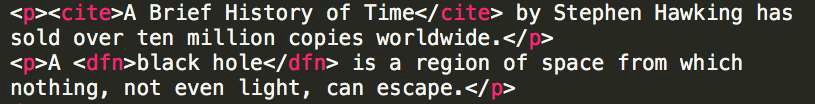 <p><cite>A Brief History of Time</cite> by Stephen Hawking has
sold over ten million copies worldwide.</p>
<p>A <dfn>black hole</dfn> is a region of space from which
nothing, not even light, can escape.</p>